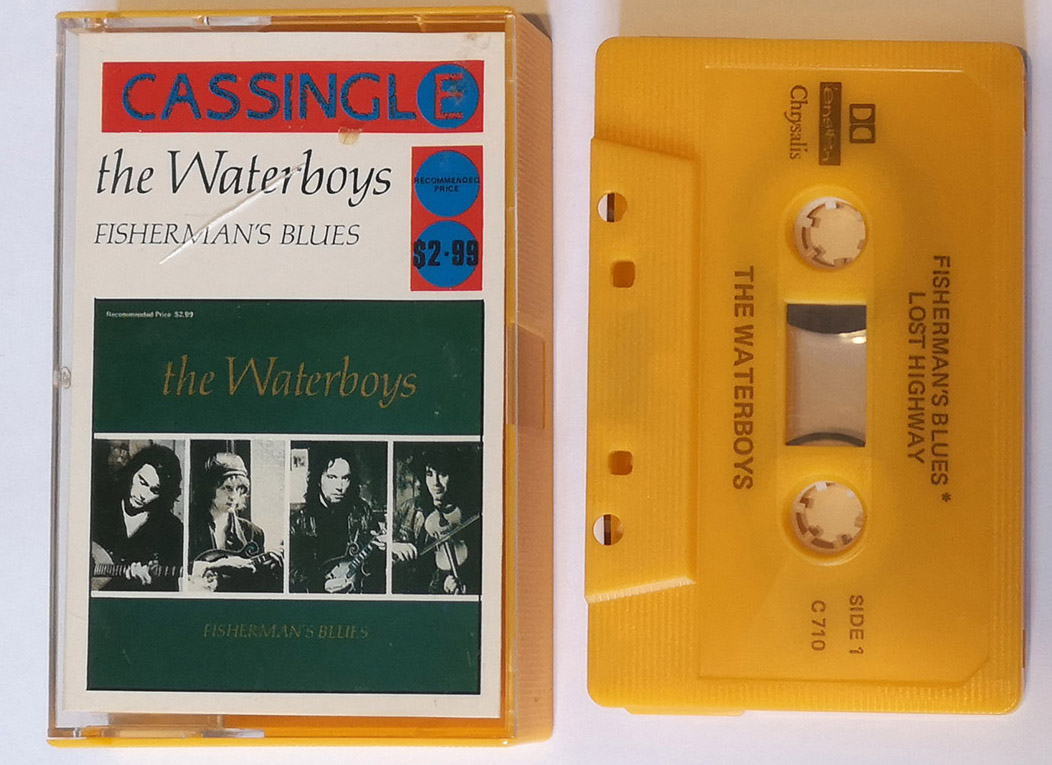 CASSINGLE
the Waterboys
FISHERMAN'S BLUES
RECOMMENDED
PRICE
$2·99
Recommended Price $2.99
the Waterboys
FISHERMAN'S BLUES
ensign
Chrysalis
FISHERMAN'S BLUES *
LOST HIGHWAY
THE WATERBOYS
SIDE 1
C 710